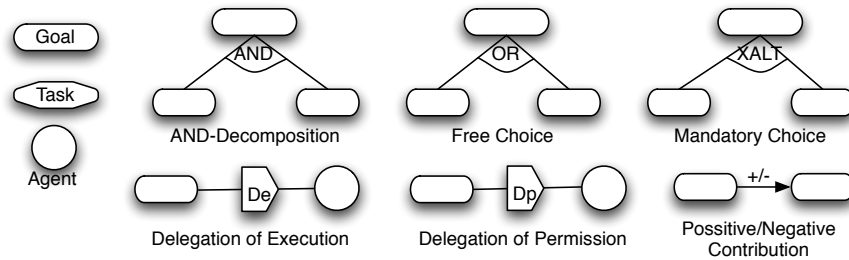 Goal
AND
OR
XALT
Task
AND-Decomposition
Free Choice
Mandatory Choice
Agent
De
Dp
+/-
Delegation of Execution
Delegation of Permission
Possitive/Negative
Contribution